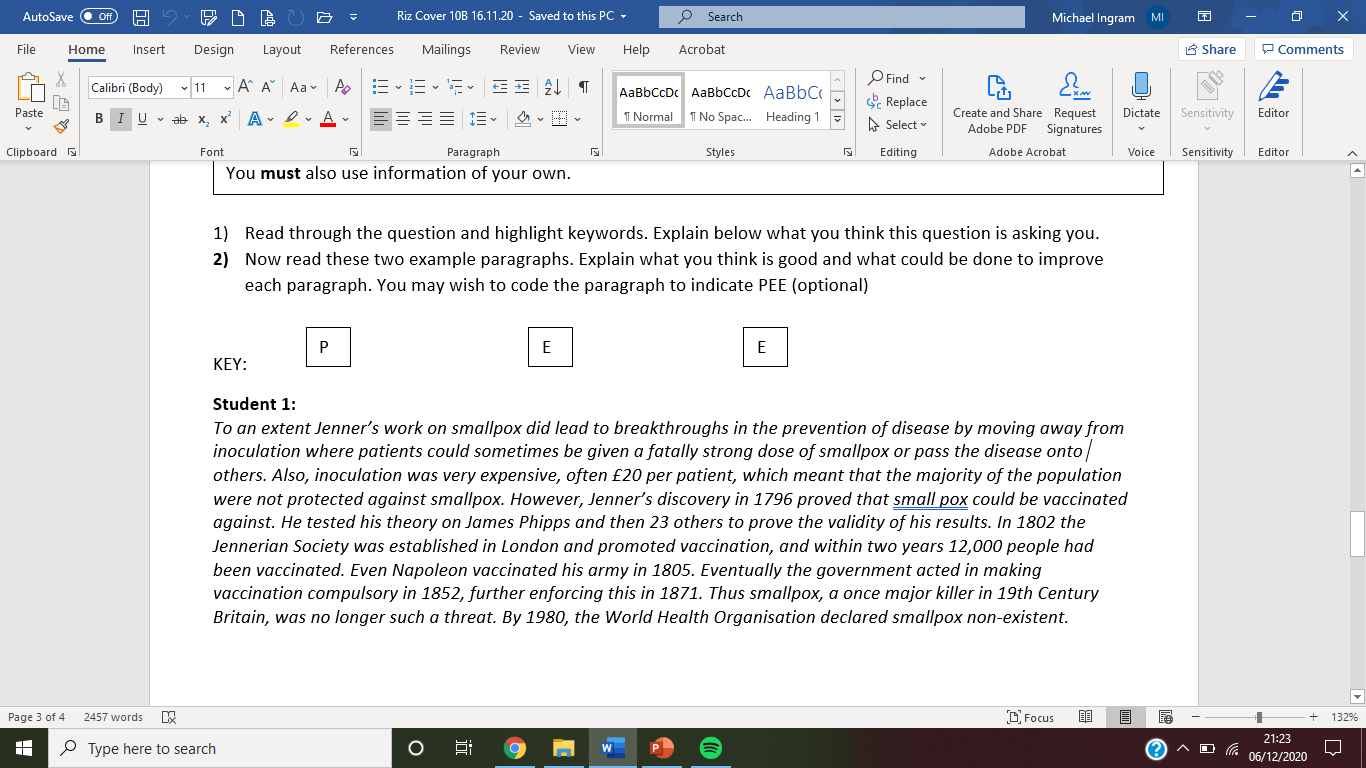 AutoSave Off Riz Cover 10B 16.11.20 - Saved to this PC Search Michael Ingram MI
File Home Insert Design Layout References Mailings Review View Help Acrobat Share Comments
Calibri (Body) 11 A A Aa A AaBbCcDc AaBbCcDc AaBbCc Find
Paste Replace Create and Share Request Dictate Sensitivity Editor
B I U ab x2 x2 A A ¶ Normal ¶ No Spac... Heading 1 Select Adobe PDF Signatures
Clipboard Font Paragraph Styles Editing Adobe Acrobat Voice Sensitivity Editor
You must also use information of your own.
1) Read through the question and highlight keywords. Explain below what you think this question is asking you.
2) Now read these two example paragraphs. Explain what you think is good and what could be done to improve
each paragraph. You may wish to code the paragraph to indicate PEE (optional)
P E E
KEY:
Student 1:
To an extent Jenner's work on smallpox did lead to breakthroughs in the prevention of disease by moving away from
inoculation where patients could sometimes be given a fatally strong dose of smallpox or pass the disease onto
others. Also, inoculation was very expensive, often £20 per patient, which meant that the majority of the population
were not protected against smallpox. However, Jenner's discovery in 1796 proved that small pox could be vaccinated
against. He tested his theory on James Phipps and then 23 others to prove the validity of his results. In 1802 the
Jennerian Society was established in London and promoted vaccination, and within two years 12,000 people had
been vaccinated. Even Napoleon vaccinated his army in 1805. Eventually the government acted in making
vaccination compulsory in 1852, further enforcing this in 1871. Thus smallpox, a once major killer in 19th Century
Britain, was no longer such a threat. By 1980, the World Health Organisation declared smallpox non-existent.
Page 3 of 4 2457 words Focus 132%
Type here to search 21:23
06/12/2020